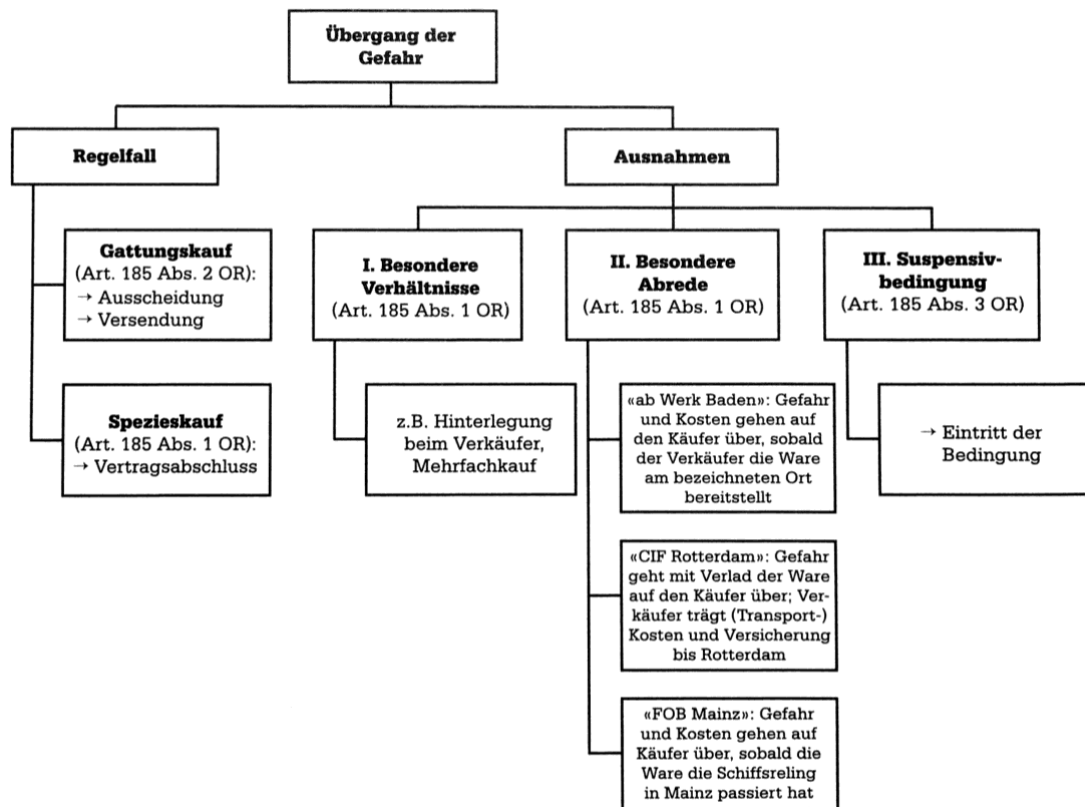 Übergang der
Gefahr
Regelfall
Ausnahmen
Gattungskauf
(Art. 185 Abs. 2 OR):
→ Ausscheidung
→ Versendung
Spezieskauf
(Art. 185 Abs. 1 OR):
→ Vertragsabschluss
I. Besondere
Verhältnisse
(Art. 185 Abs. 1 OR)
z.B. Hinterlegung
beim Verkäufer,
Mehrfachkauf
II. Besondere
Abrede
(Art. 185 Abs. 1 OR)
«ab Werk Baden»: Gefahr
und Kosten gehen auf
den Käufer über, sobald
der Verkäufer die Ware
am bezeichneten Ort
bereitstellt
«CIF Rotterdam»: Gefahr
geht mit Verlad der Ware
auf den Käufer über; Ver-
käufer trägt (Transport-)
Kosten und Versicherung
bis Rotterdam
«FOB Mainz»: Gefahr
und Kosten gehen auf
Käufer über, sobald die
Ware die Schiffsreling
in Mainz passiert hat
III. Suspensiv-
bedingung
(Art. 185 Abs. 3 OR)
→ Eintritt der
Bedingung